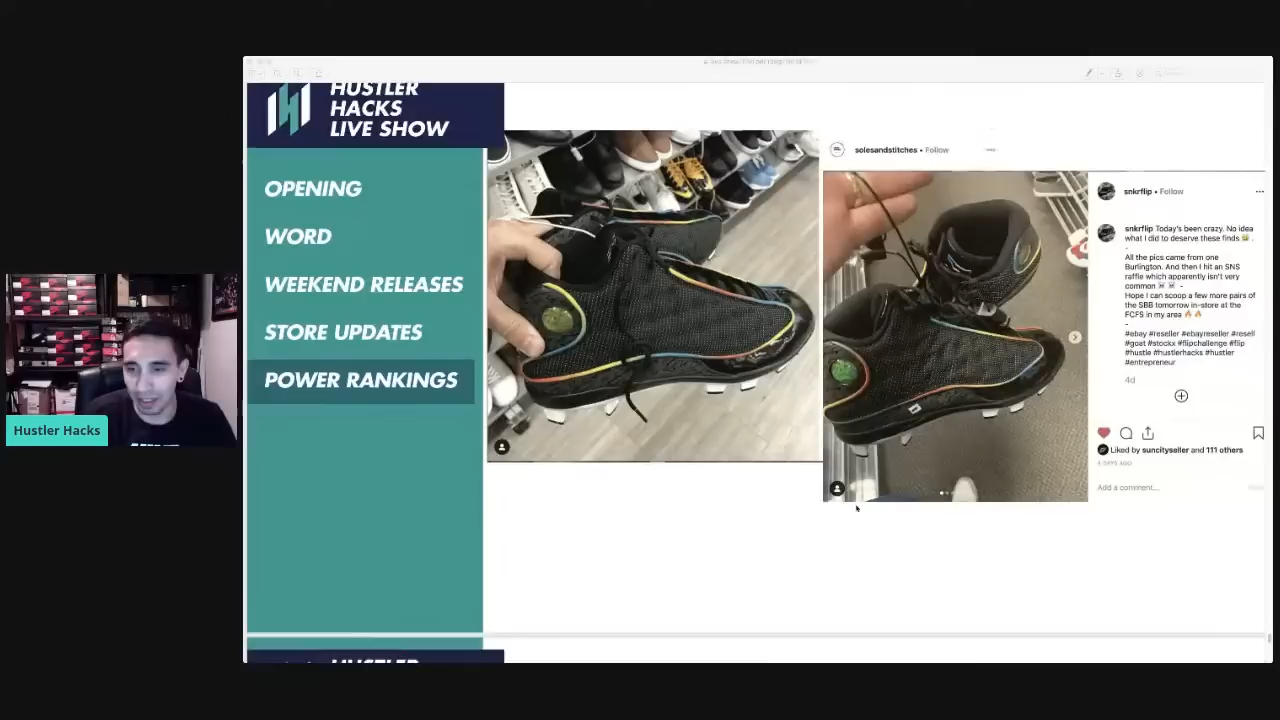 HUSTLER
HACKS
LIVE SHOW
OPENING
WORD
WEEKEND RELEASES
STORE UPDATES
POWER RANKINGS
Hustler Hacks
solesandstitches • Follow
snkrflip • Follow
snkrflip Today's been crazy. No idea
what I did to deserve these finds 😅 .
-
All the pics came from one
Burlington. And then I hit an SNS
raffle which apparently isn't very
common ☠️ ☠️ -
Hope I can scoop a few more pairs of
the SBB tomorrow in-store at the
FCFS in my area 🔥 🔥
-
#ebay #reseller #ebayreseller #resell
#goat #stockx #flipchallenge #flip
#hustle #hustlerhacks #hustler
#entrepreneur
4d
Liked by suncityseller and 111 others
4 DAYS AGO
Add a comment...
HUSTLER